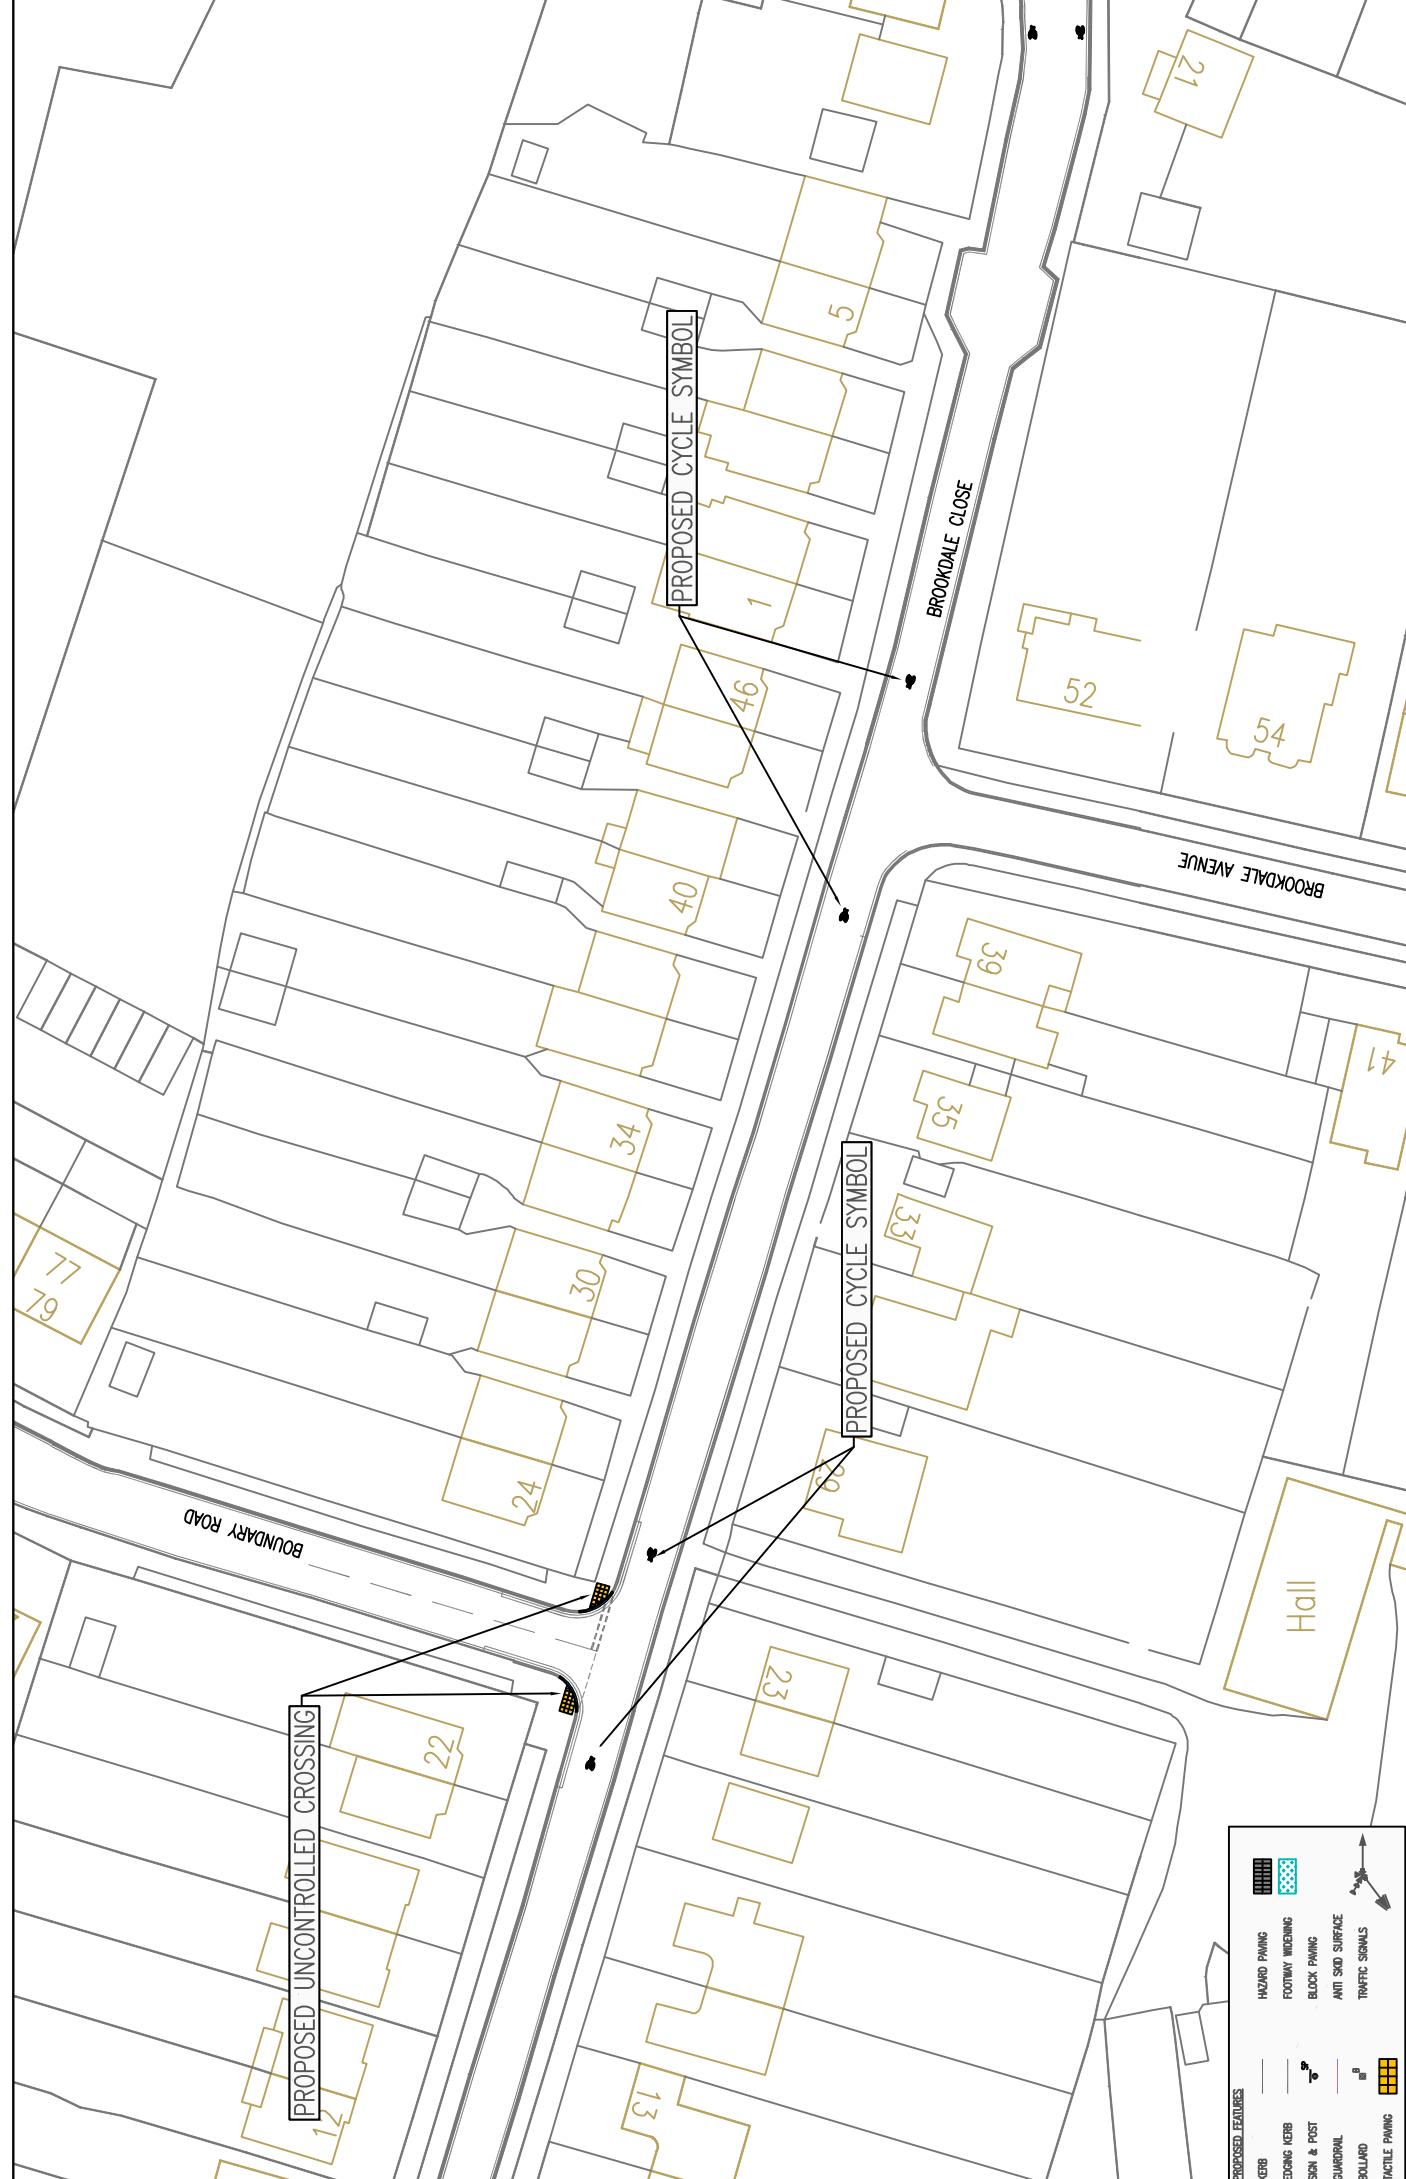 21
5
PROPOSED CYCLE SYMBOL
BROOKDALE CLOSE
1
46
52
54
40
BROOKDALE AVENUE
39
41
35
34
33
30
77
79
PROPOSED CYCLE SYMBOL
29
24
BOUNDARY ROAD
Hall
23
22
PROPOSED UNCONTROLLED CROSSING
12
13
PROPOSED FEATURES
KERB
EDGING KERB
SIGN & POST
GUARDRAIL
BOLLARD
TACTILE PAVING
SP
B
HAZARD PAVING
FOOTWAY WIDENING
BLOCK PAVING
ANTI SKID SURFACE
TRAFFIC SIGNALS